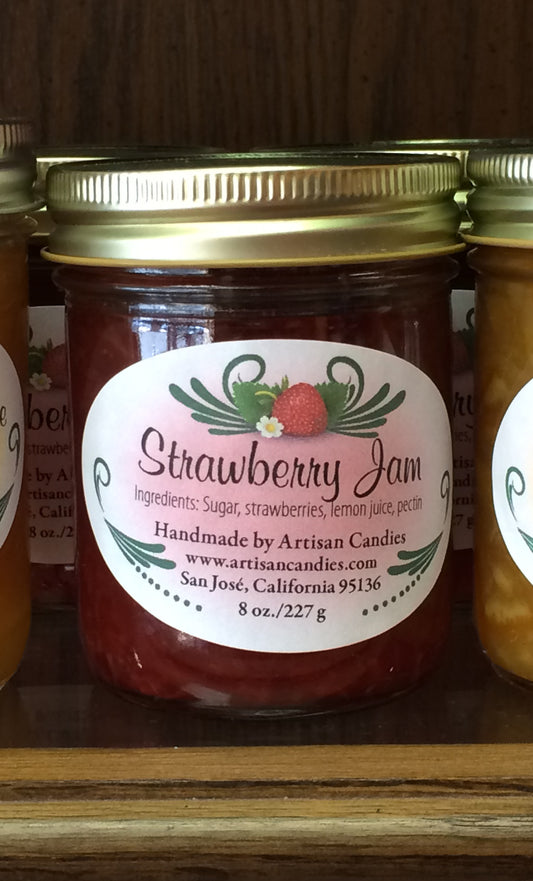 Strawberry Jam
Ingredients: Sugar, strawberries, lemon juice, pectin
Handmade by Artisan Candies
www.artisancandies.com
San José, California 95136
8 oz./227 g